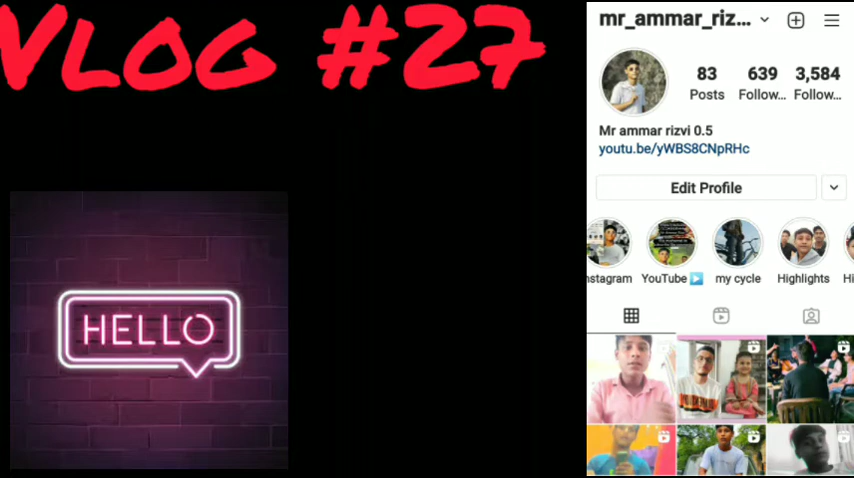 Vlog #27
HELLO
mr_ammar_riz...
83
639
3,584
Posts
Follow...
Follow...
Mr ammar rizvi 0.5
youtu.be/yWBS8CNpRHc
Edit Profile
nstagram
YouTube
my cycle
Highlights
Hi